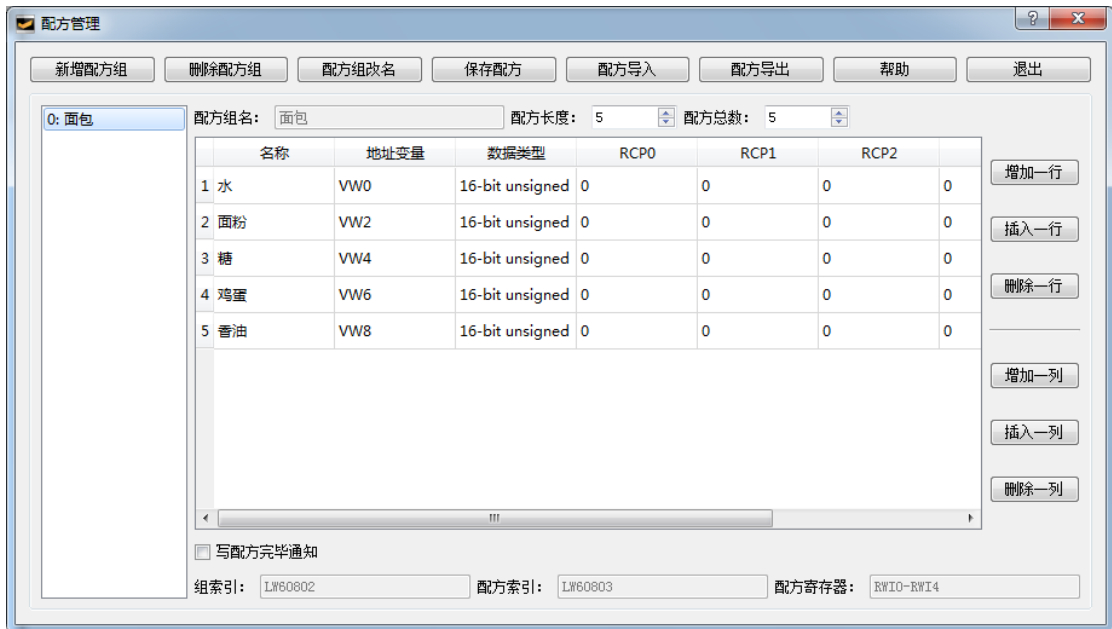 配方管理
新增配方组 删除配方组 配方组改名 保存配方 配方导入 配方导出 帮助 退出
0: 面包
配方组名： 面包 配方长度： 5 配方总数： 5
名称 地址变量 数据类型 RCP0 RCP1 RCP2
1 水 VW0 16-bit unsigned 0 0 0 0
2 面粉 VW2 16-bit unsigned 0 0 0 0
3 糖 VW4 16-bit unsigned 0 0 0 0
4 鸡蛋 VW6 16-bit unsigned 0 0 0 0
5 香油 VW8 16-bit unsigned 0 0 0 0
增加一行
插入一行
删除一行
增加一列
插入一列
删除一列
写配方完毕通知
组索引： LW60802 配方索引： LW60803 配方寄存器： RWI0-RWI4